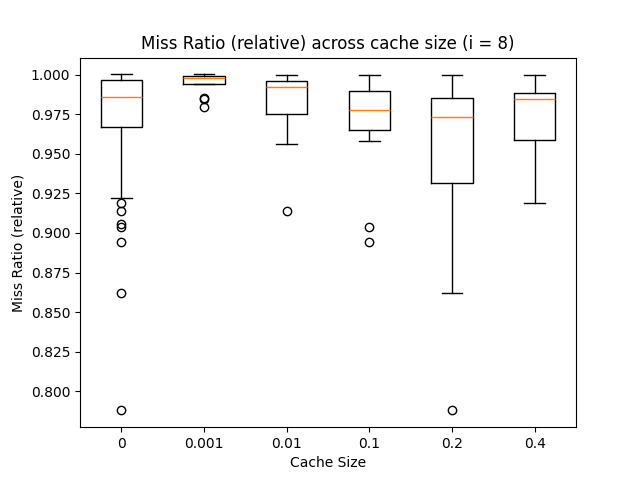 Miss Ratio (relative) across cache size (i = 8)
Miss Ratio (relative)
1.000
0.975
0.950
0.925
0.900
0.875
0.850
0.825
0.800
0 0.001 0.01 0.1 0.2 0.4
Cache Size